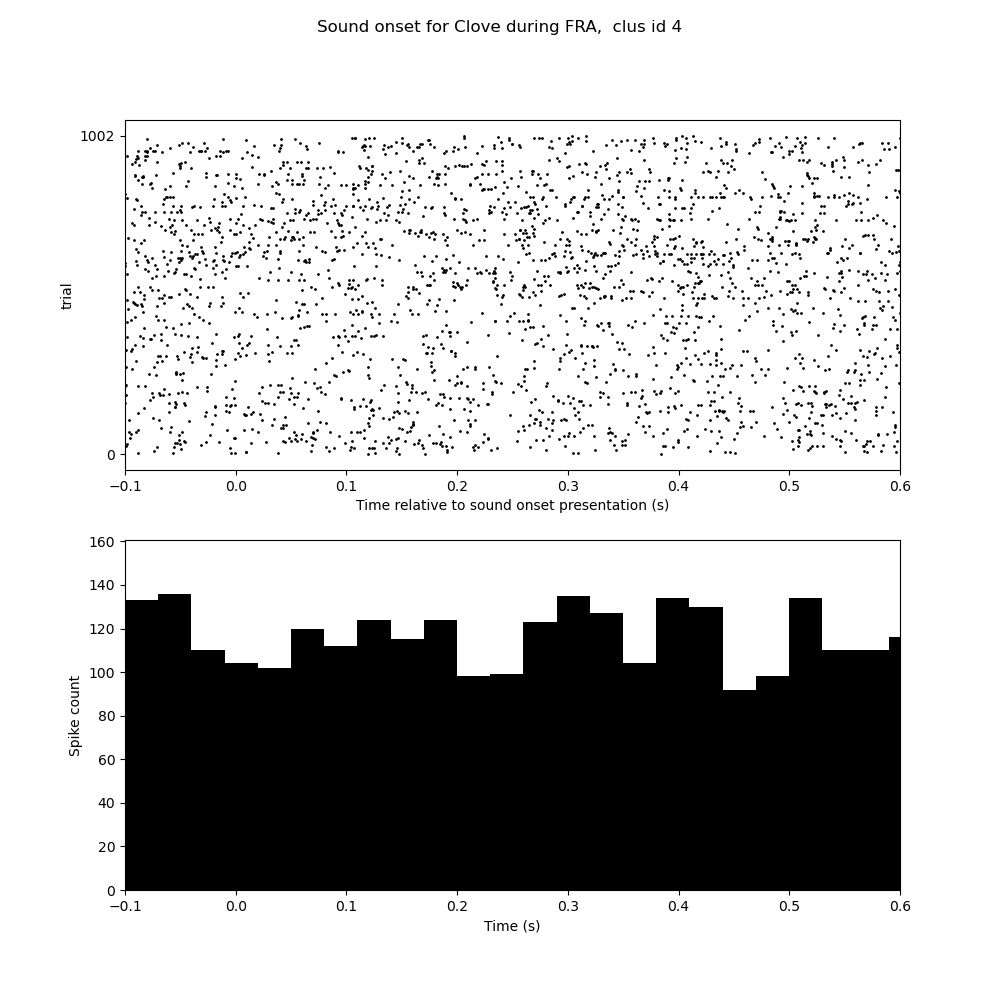 Sound onset for Clove during FRA,  clus id 4
1002
trial
0
−0.1 0.0 0.1 0.2 0.3 0.4 0.5 0.6
Time relative to sound onset presentation (s)
160
140
120
100
80
60
40
20
0
Spike count
−0.1 0.0 0.1 0.2 0.3 0.4 0.5 0.6
Time (s)